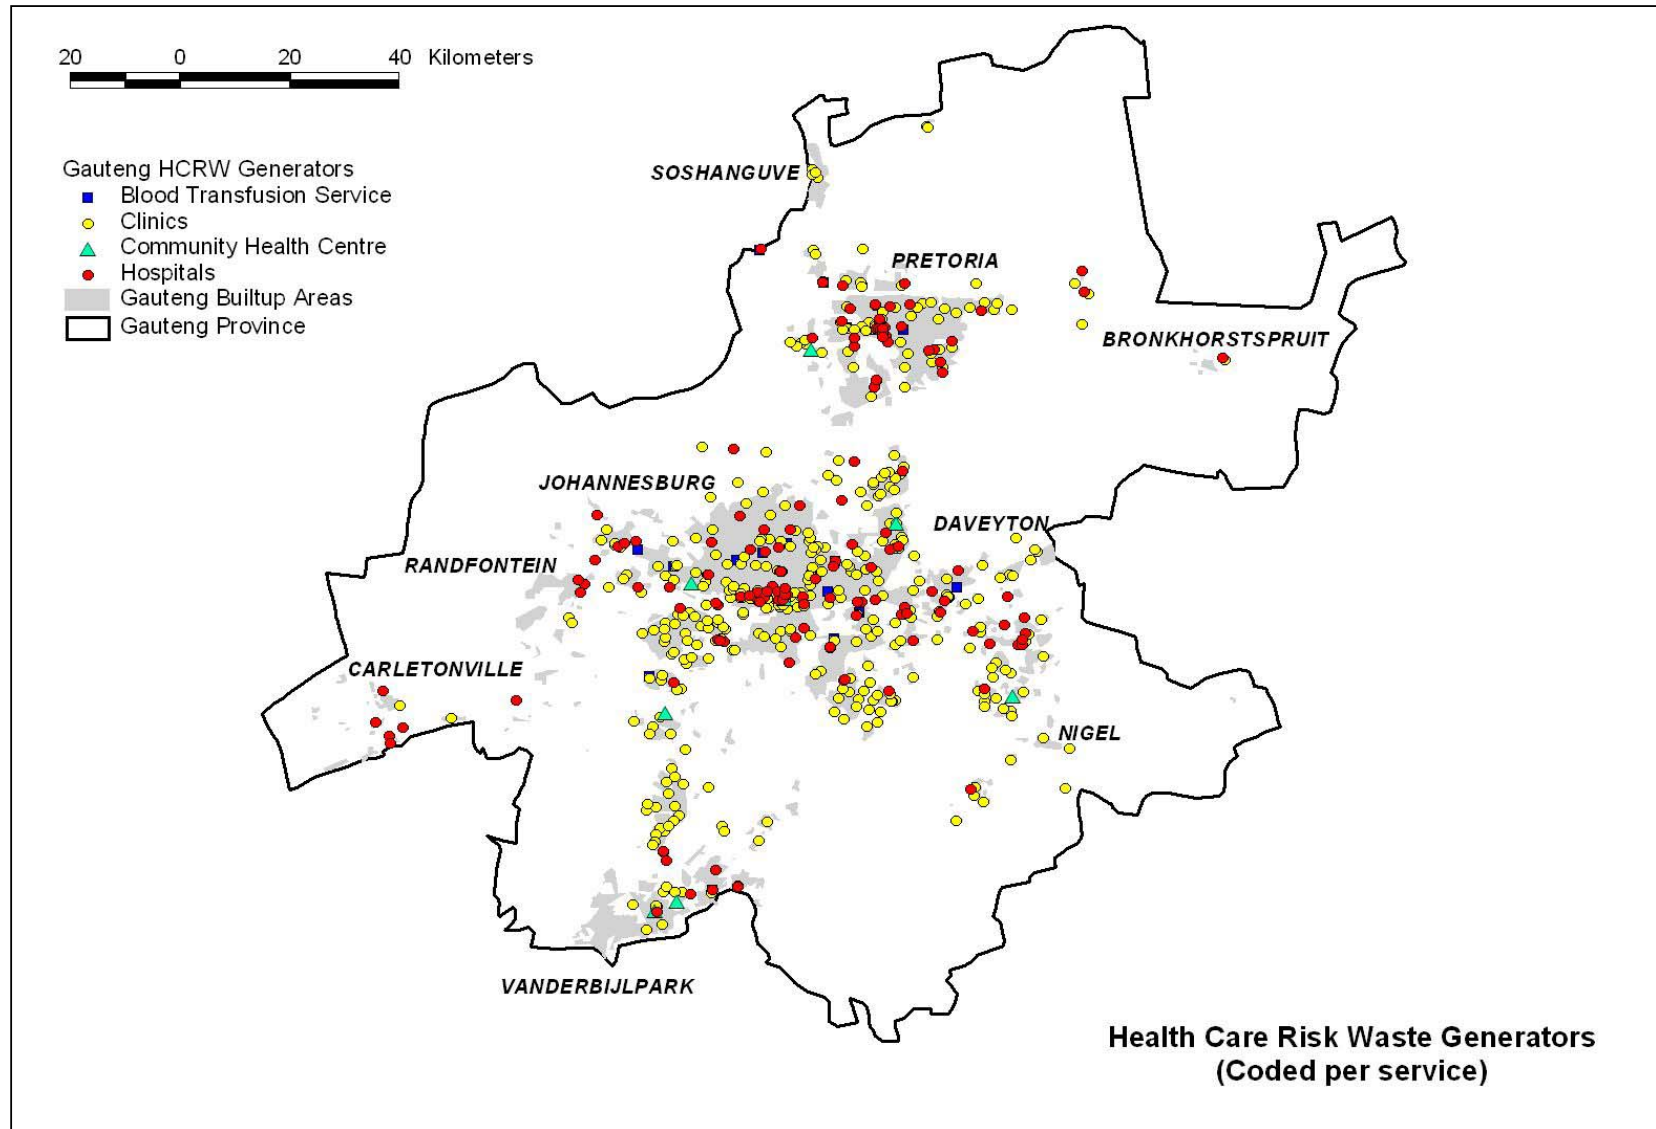 20 0 20 40 Kilometers
Gauteng HCRW Generators
Blood Transfusion Service
Clinics
Community Health Centre
Hospitals
Gauteng Builtup Areas
Gauteng Province
SOSHANGUVE
PRETORIA
BRONKHORSTSPRUIT
JOHANNESBURG
DAVEYTON
RANDFONTEIN
CARLETONVILLE
NIGEL
VANDERBIJLPARK
Health Care Risk Waste Generators
(Coded per service)